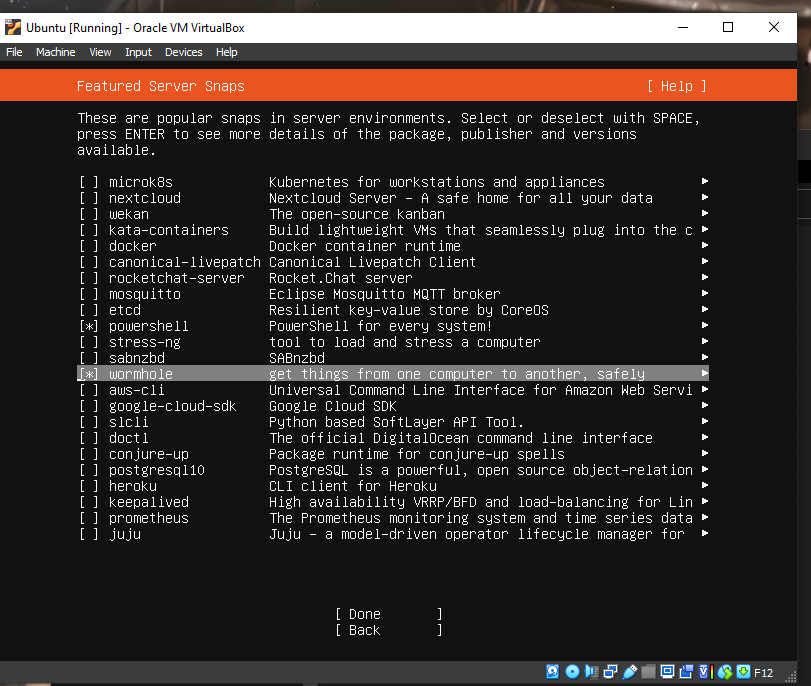 Ubuntu [Running] - Oracle VM VirtualBox
File Machine View Input Devices Help
Featured Server Snaps [ Help ]
These are popular snaps in server environments. Select or deselect with SPACE,
press ENTER to see more details of the package, publisher and versions
available.
[ ] microk8s Kubernetes for workstations and appliances ►
[ ] nextcloud Nextcloud Server - A safe home for all your data ►
[ ] wekan The open-source kanban ►
[ ] kata-containers Build lightweight VMs that seamlessly plug into the c ►
[ ] docker Docker container runtime ►
[ ] canonical-livepatch Canonical Livepatch Client ►
[ ] rocketchat-server Rocket.Chat server ►
[ ] mosquitto Eclipse Mosquitto MQTT broker ►
[ ] etcd Resilient key-value store by CoreOS ►
[*] powershell PowerShell for every system! ►
[ ] stress-ng tool to load and stress a computer ►
[ ] sabnzbd SABnzbd ►
[*] wormhole get things from one computer to another, safely ►
[ ] aws-cli Universal Command Line Interface for Amazon Web Servi ►
[ ] google-cloud-sdk Google Cloud SDK ►
[ ] slcli Python based SoftLayer API Tool. ►
[ ] doctl The official DigitalOcean command line interface ►
[ ] conjure-up Package runtime for conjure-up spells ►
[ ] postgresql10 PostgreSQL is a powerful, open source object-relation ►
[ ] heroku CLI client for Heroku ►
[ ] keepalived High availability VRRP/BFD and load-balancing for Lin ►
[ ] prometheus The Prometheus monitoring system and time series data ►
[ ] juju Juju - a model-driven operator lifecycle manager for ►
[ Done ]
[ Back ]
F12